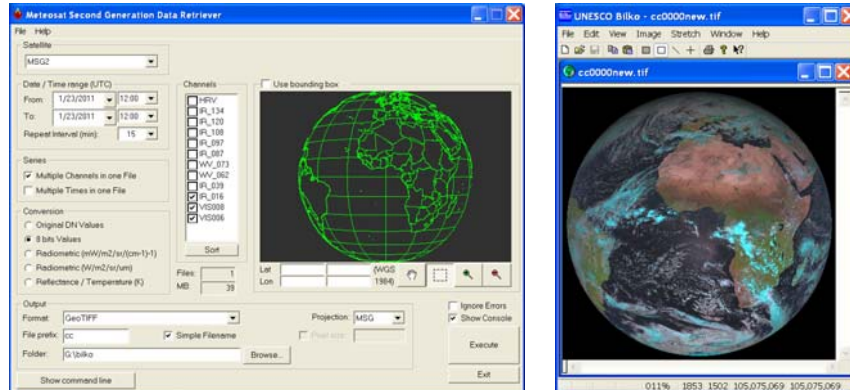 Meteosat Second Generation Data Retriever
File Help
Satellite
MSG2
Date / Time range (UTC)
From: 1/23/2011 12:00
To: 1/23/2011 12:00
Repeat Interval (min): 15
Series
Multiple Channels in one File
Multiple Times in one File
Conversion
Original DN Values
8 bits Values
Radiometric (mW/m2/sr/(cm-1)-1)
Radiometric (W/m2/sr/um)
Reflectance / Temperature (K)
Channels
HRV
IR_134
IR_120
IR_108
IR_097
IR_087
WV_073
WV_062
IR_039
IR_016
VIS008
VIS006
Sort
Files: 1
MB: 39
Use bounding box
Lat
Lon
(WGS 1984)
Output
Format: GeoTIFF
Projection: MSG
File prefix: cc
Simple Filename
Pixel size:
Folder: G:\bilko
Browse...
Ignore Errors
Show Console
Execute
Exit
Show command line
UNESCO Bilko - cc0000new.tif
File Edit View Image Stretch Window Help
cc0000new.tif
011% 1853 1502 105,075,069 105,075,069